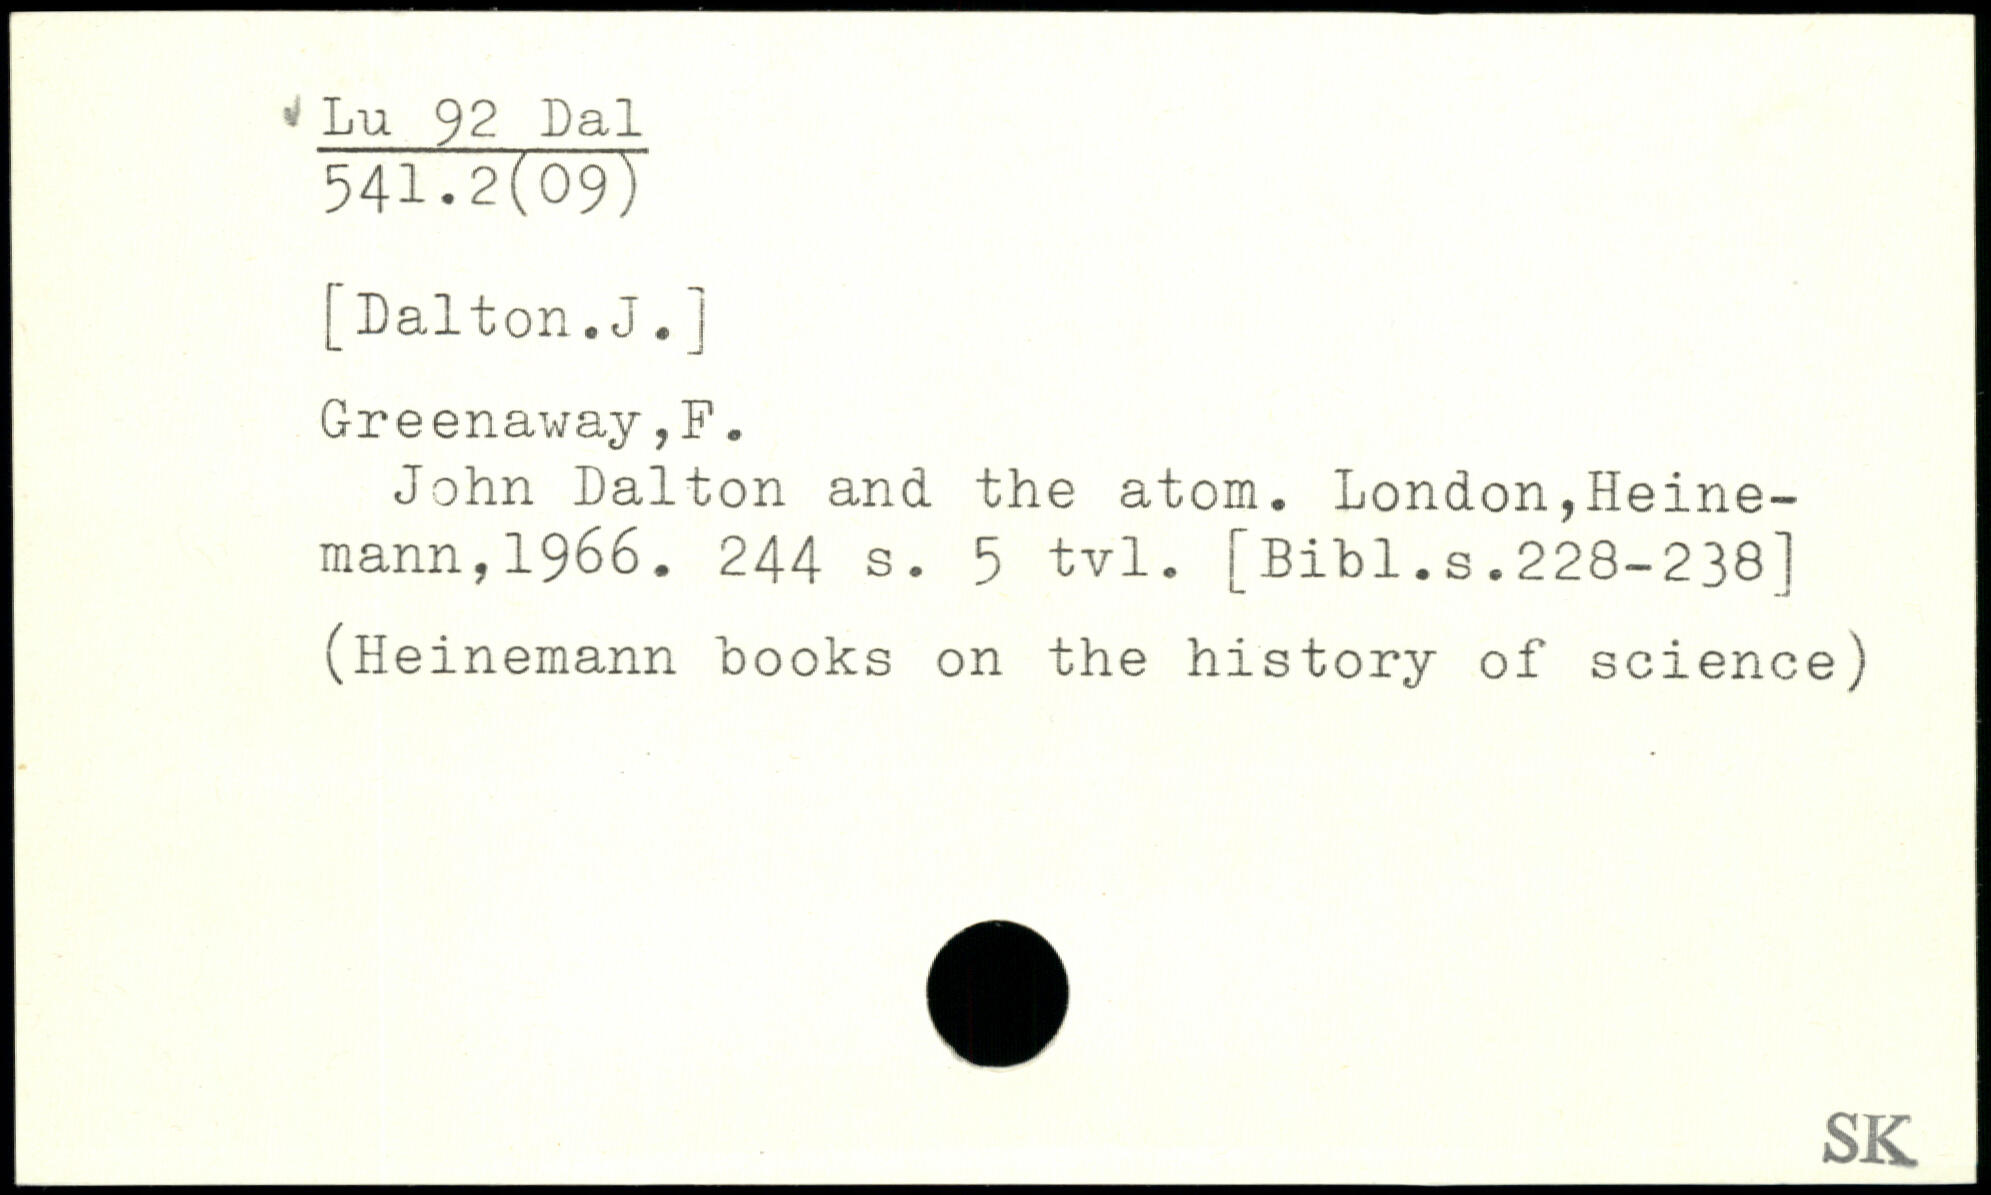 Lu 92 Dal
541.2(09)
[Dalton.J.]
Greenaway,F.
John Dalton and the atom. London,Heine-
mann,1966. 244 s. 5 tvl. [Bibl.s.228-238]
(Heinemann books on the history of science)
SK